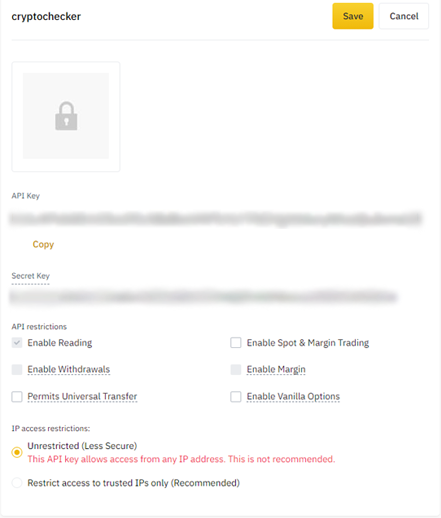 cryptochecker
Save
Cancel
API Key
Copy
Secret Key
API restrictions
Enable Reading
Enable Spot & Margin Trading
Enable Withdrawals
Enable Margin
Permits Universal Transfer
Enable Vanilla Options
IP access restrictions:
Unrestricted (Less Secure)
This API key allows access from any IP address. This is not recommended.
Restrict access to trusted IPs only (Recommended)